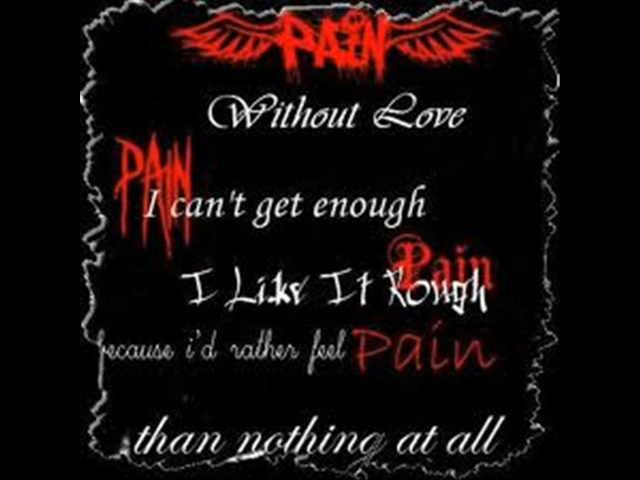 PAIN
Without Love
PAIN
I can't get enough
Pain
I Like It Rough
because i'd rather feel pain
than nothing at all